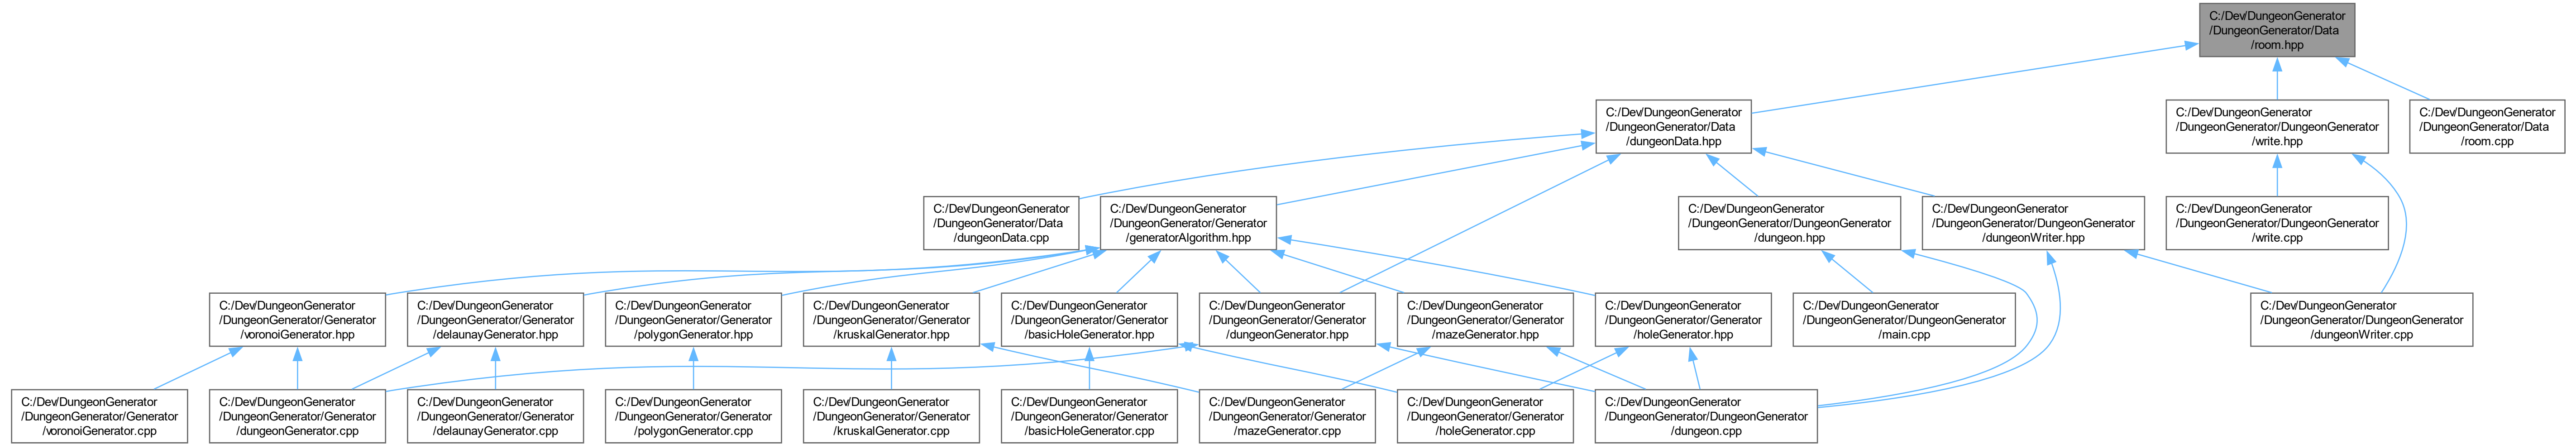 C:/Dev/DungeonGenerator
/DungeonGenerator/Data
/room.hpp
C:/Dev/DungeonGenerator
/DungeonGenerator/Data
/dungeonData.hpp
C:/Dev/DungeonGenerator
/DungeonGenerator/DungeonGenerator
/write.hpp
C:/Dev/DungeonGenerator
/DungeonGenerator/Data
/room.cpp
C:/Dev/DungeonGenerator
/DungeonGenerator/Data
/dungeonData.cpp
C:/Dev/DungeonGenerator
/DungeonGenerator/Generator
/generatorAlgorithm.hpp
C:/Dev/DungeonGenerator
/DungeonGenerator/DungeonGenerator
/dungeon.hpp
C:/Dev/DungeonGenerator
/DungeonGenerator/DungeonGenerator
/dungeonWriter.hpp
C:/Dev/DungeonGenerator
/DungeonGenerator/DungeonGenerator
/write.cpp
C:/Dev/DungeonGenerator
/DungeonGenerator/Generator
/voronoiGenerator.hpp
C:/Dev/DungeonGenerator
/DungeonGenerator/Generator
/delaunayGenerator.hpp
C:/Dev/DungeonGenerator
/DungeonGenerator/Generator
/polygonGenerator.hpp
C:/Dev/DungeonGenerator
/DungeonGenerator/Generator
/kruskalGenerator.hpp
C:/Dev/DungeonGenerator
/DungeonGenerator/Generator
/basicHoleGenerator.hpp
C:/Dev/DungeonGenerator
/DungeonGenerator/Generator
/dungeonGenerator.hpp
C:/Dev/DungeonGenerator
/DungeonGenerator/Generator
/mazeGenerator.hpp
C:/Dev/DungeonGenerator
/DungeonGenerator/Generator
/holeGenerator.hpp
C:/Dev/DungeonGenerator
/DungeonGenerator/DungeonGenerator
/main.cpp
C:/Dev/DungeonGenerator
/DungeonGenerator/DungeonGenerator
/dungeonWriter.cpp
C:/Dev/DungeonGenerator
/DungeonGenerator/Generator
/voronoiGenerator.cpp
C:/Dev/DungeonGenerator
/DungeonGenerator/Generator
/dungeonGenerator.cpp
C:/Dev/DungeonGenerator
/DungeonGenerator/Generator
/delaunayGenerator.cpp
C:/Dev/DungeonGenerator
/DungeonGenerator/Generator
/polygonGenerator.cpp
C:/Dev/DungeonGenerator
/DungeonGenerator/Generator
/kruskalGenerator.cpp
C:/Dev/DungeonGenerator
/DungeonGenerator/Generator
/basicHoleGenerator.cpp
C:/Dev/DungeonGenerator
/DungeonGenerator/Generator
/mazeGenerator.cpp
C:/Dev/DungeonGenerator
/DungeonGenerator/Generator
/holeGenerator.cpp
C:/Dev/DungeonGenerator
/DungeonGenerator/DungeonGenerator
/dungeon.cpp